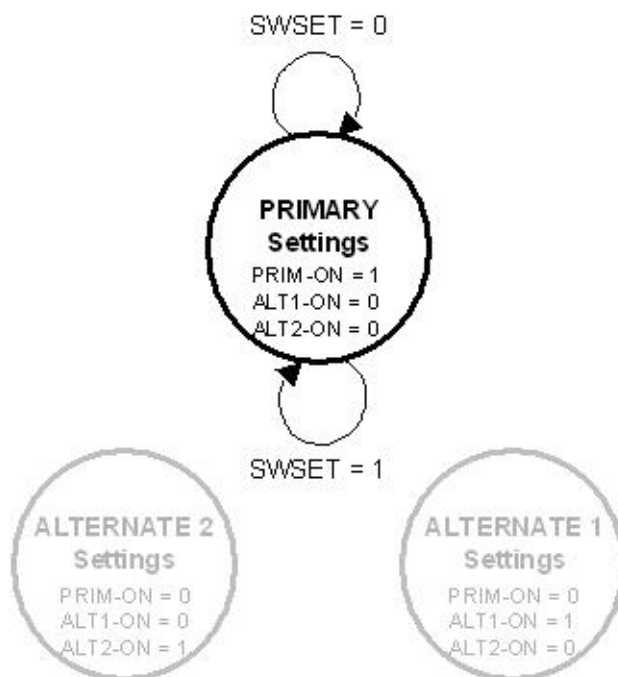 SWSET = 0
PRIMARY
Settings
PRIM-ON = 1
ALT1-ON = 0
ALT2-ON = 0
SWSET = 1
ALTERNATE 2
Settings
PRIM-ON = 0
ALT1-ON = 0
ALT2-ON = 1
ALTERNATE 1
Settings
PRIM-ON = 0
ALT1-ON = 1
ALT2-ON = 0